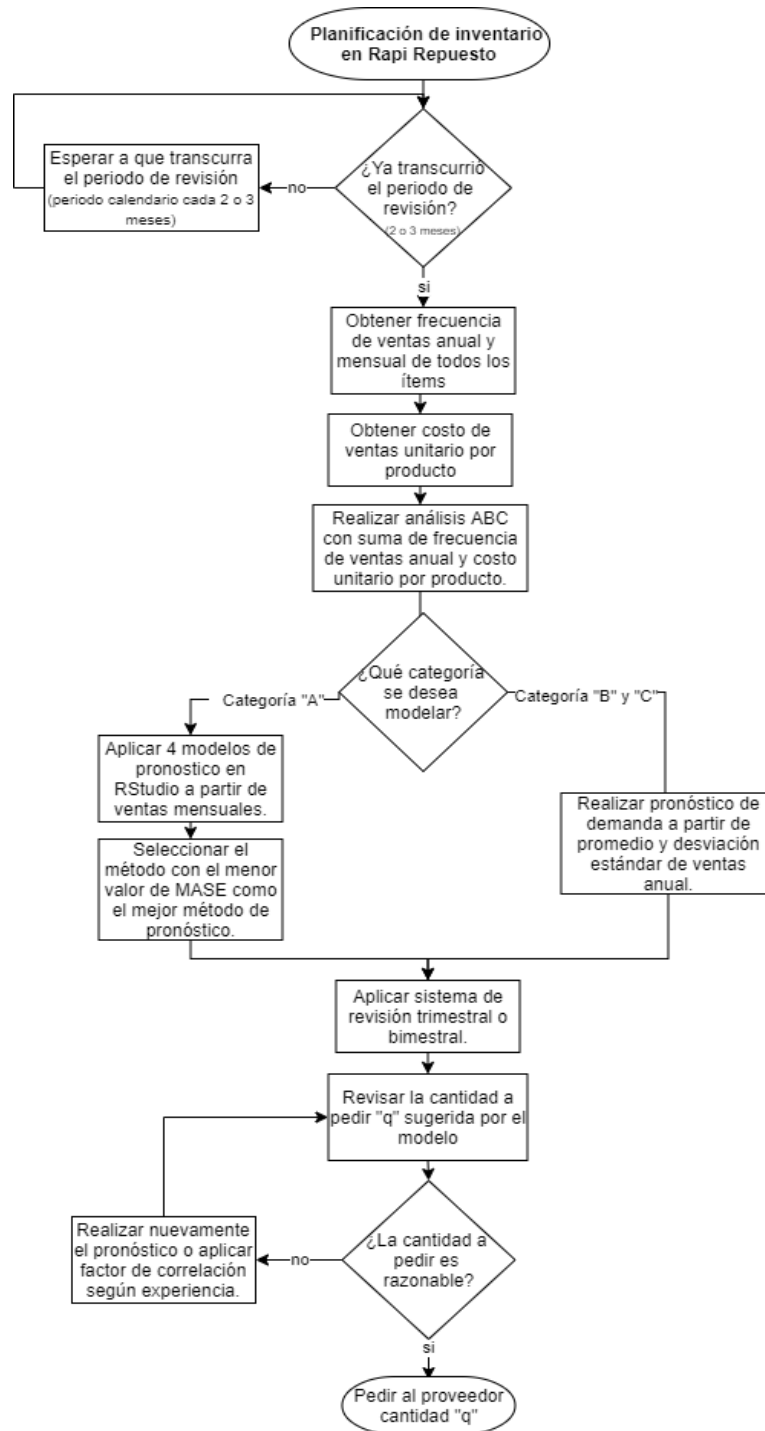 Planificación de inventario
en Rapi Repuesto
Esperar a que transcurra
el periodo de revisión
(periodo calendario cada 2 o 3
meses)
no
¿Ya transcurrió
el periodo de
revisión?
(2 o 3 meses)
si
Obtener frecuencia
de ventas anual y
mensual de todos los
ítems
Obtener costo de
ventas unitario por
producto
Realizar análisis ABC
con suma de frecuencia
de ventas anual y costo
unitario por producto.
¿Qué categoría
se desea
modelar?
Categoría "A"
Categoría "B" y "C"
Aplicar 4 modelos de
pronostico en
RStudio a partir de
ventas mensuales.
Seleccionar el
método con el menor
valor de MASE como
el mejor método de
pronóstico.
Realizar pronóstico de
demanda a partir de
promedio y desviación
estándar de ventas
anual.
Aplicar sistema de
revisión trimestral o
bimestral.
Revisar la cantidad a
pedir "q" sugerida por el
modelo
Realizar nuevamente
el pronóstico o aplicar
factor de correlación
según experiencia.
no
¿La cantidad a
pedir es
razonable?
si
Pedir al proveedor
cantidad "q"